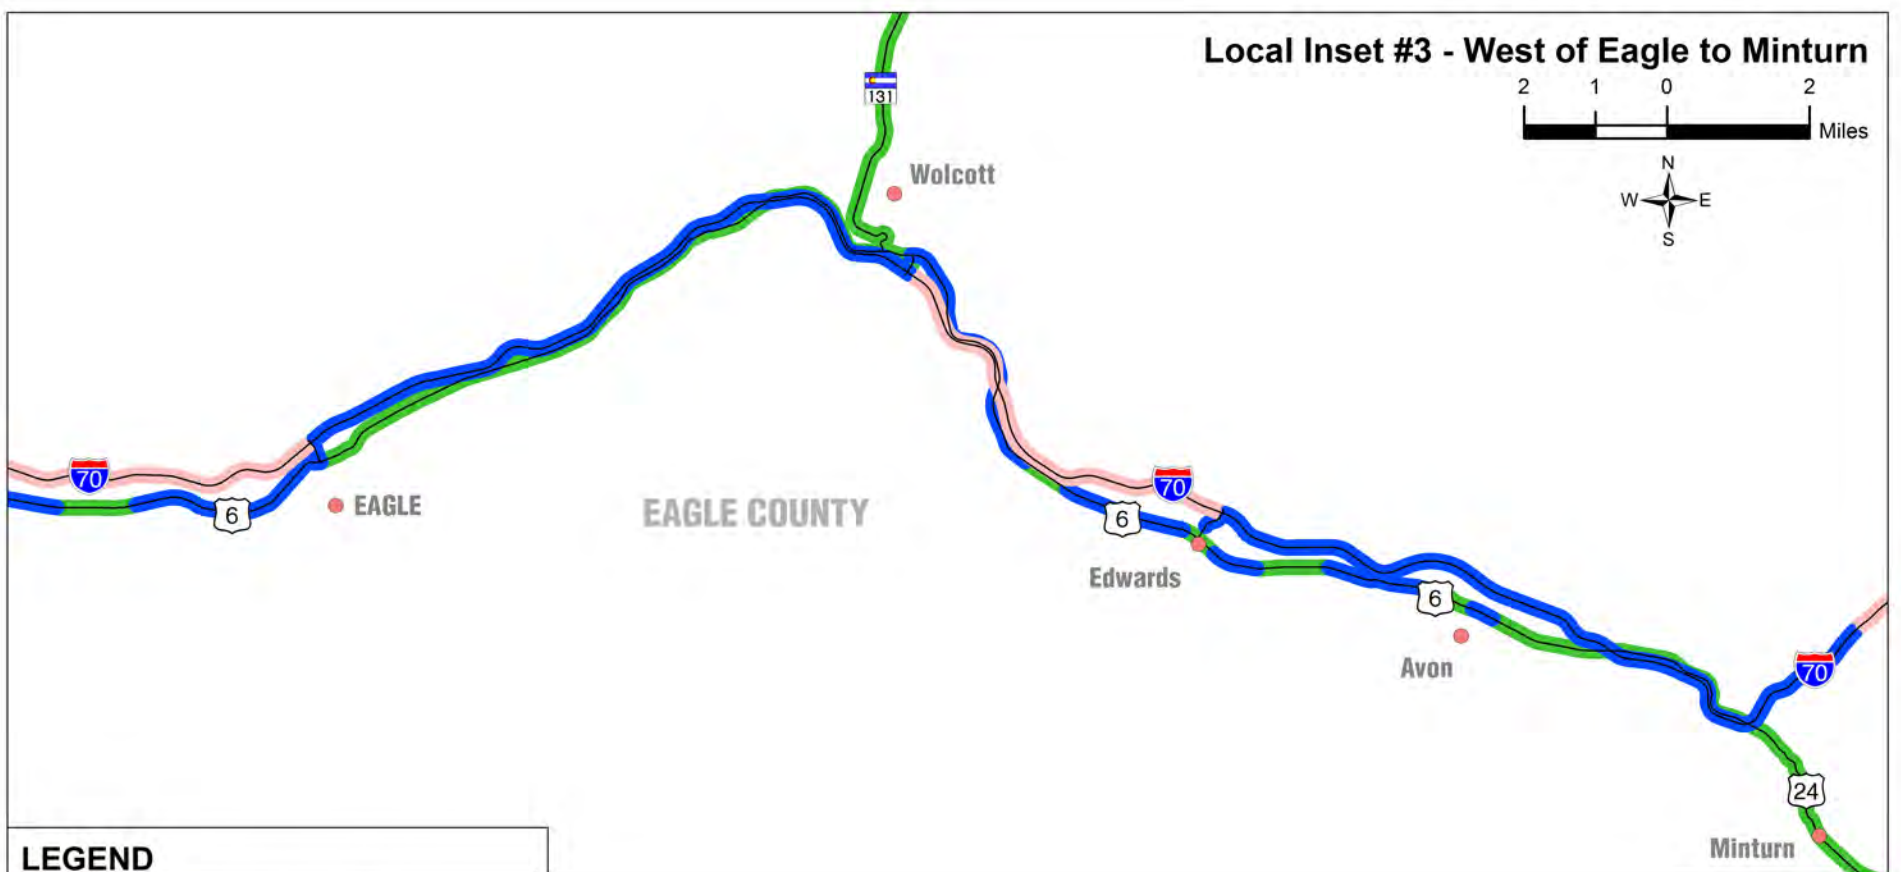 Local Inset #3 - West of Eagle to Minturn
2 1 0 2
Miles
N
W E
S
131
Wolcott
70
6
EAGLE
EAGLE COUNTY
70
6
Edwards
6
Avon
70
24
Minturn
LEGEND